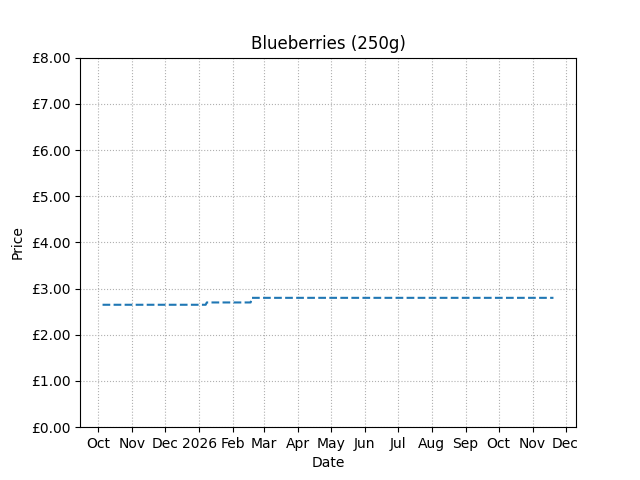 Blueberries (250g)
£8.00
£7.00
£6.00
£5.00
£4.00
£3.00
£2.00
£1.00
£0.00
Price
Oct Nov Dec 2026 Feb Mar Apr May Jun Jul Aug Sep Oct Nov Dec
Date